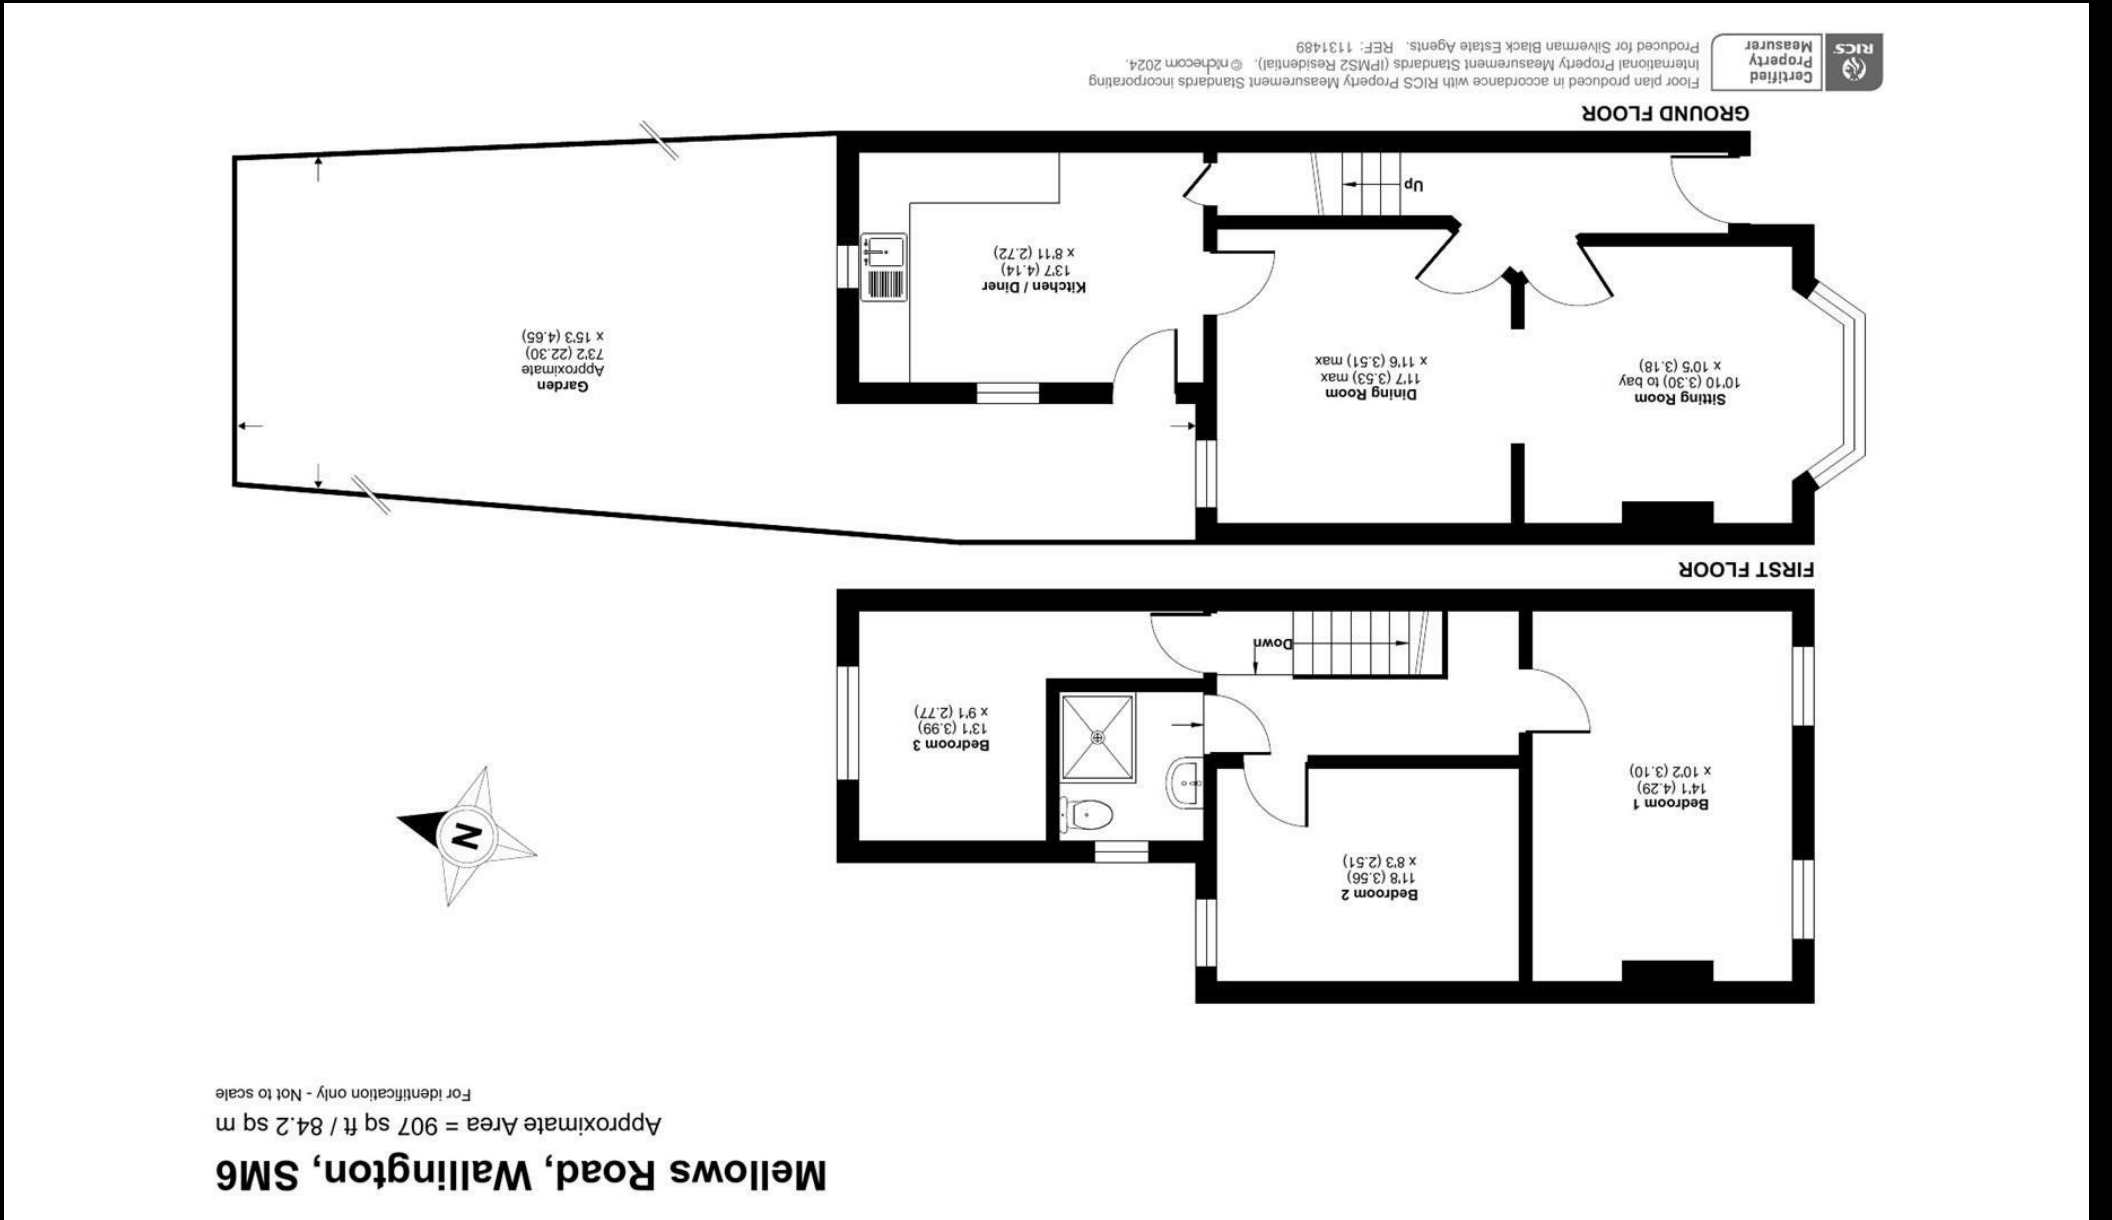 Mellows Road, Wallington, SM6
Approximate Area = 907 sq ft / 84.2 sq m
For identification only - Not to scale
Bedroom 1
14'1 (4.29)
x 10'2 (3.10)
Bedroom 2
11'8 (3.56)
x 8'3 (2.51)
Bedroom 3
13'1 (3.99)
x 9'1 (2.77)
Down
N
FIRST FLOOR
Sitting Room
10'10 (3.30) to bay
x 10'5 (3.18)
Dining Room
11'7 (3.53) max
x 11'6 (3.51) max
Garden
Approximate
73'2 (22.30)
x 15'3 (4.65)
Kitchen / Diner
13'7 (4.14)
x 8'11 (2.72)
Up
GROUND FLOOR
Certified
Property
Measurer
RICS
Floor plan produced in accordance with RICS Property Measurement Standards incorporating
International Property Measurement Standards (IPMS2 Residential). © nichecom 2024.
Produced for Silverman Black Estate Agents. REF: 1131489